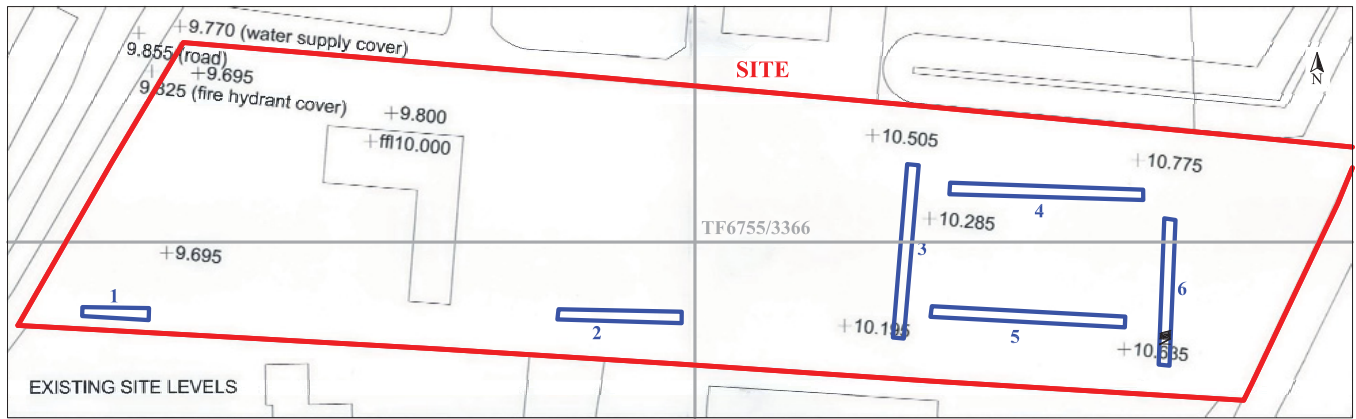 +9.770 (water supply cover)
+
9.855 (road)
+9.695
+
9.825 (fire hydrant cover)
SITE
N
+9.800
+ffl10.000
+10.505
+10.775
4
+10.285
TF6755/3366
3
+9.695
6
1
2
5
+10.195
+10.635
EXISTING SITE LEVELS